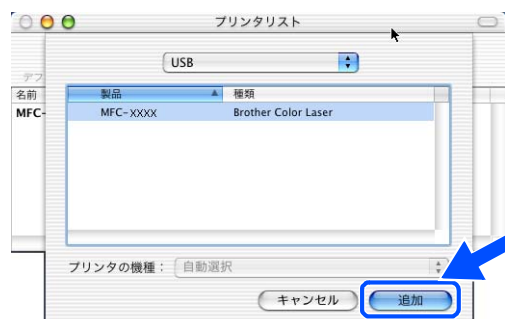 プリンタリスト
USB
デフ
名前
製品 種類
MFC-
MFC-XXXX Brother Color Laser
プリンタの機種： 自動選択
キャンセル 追加